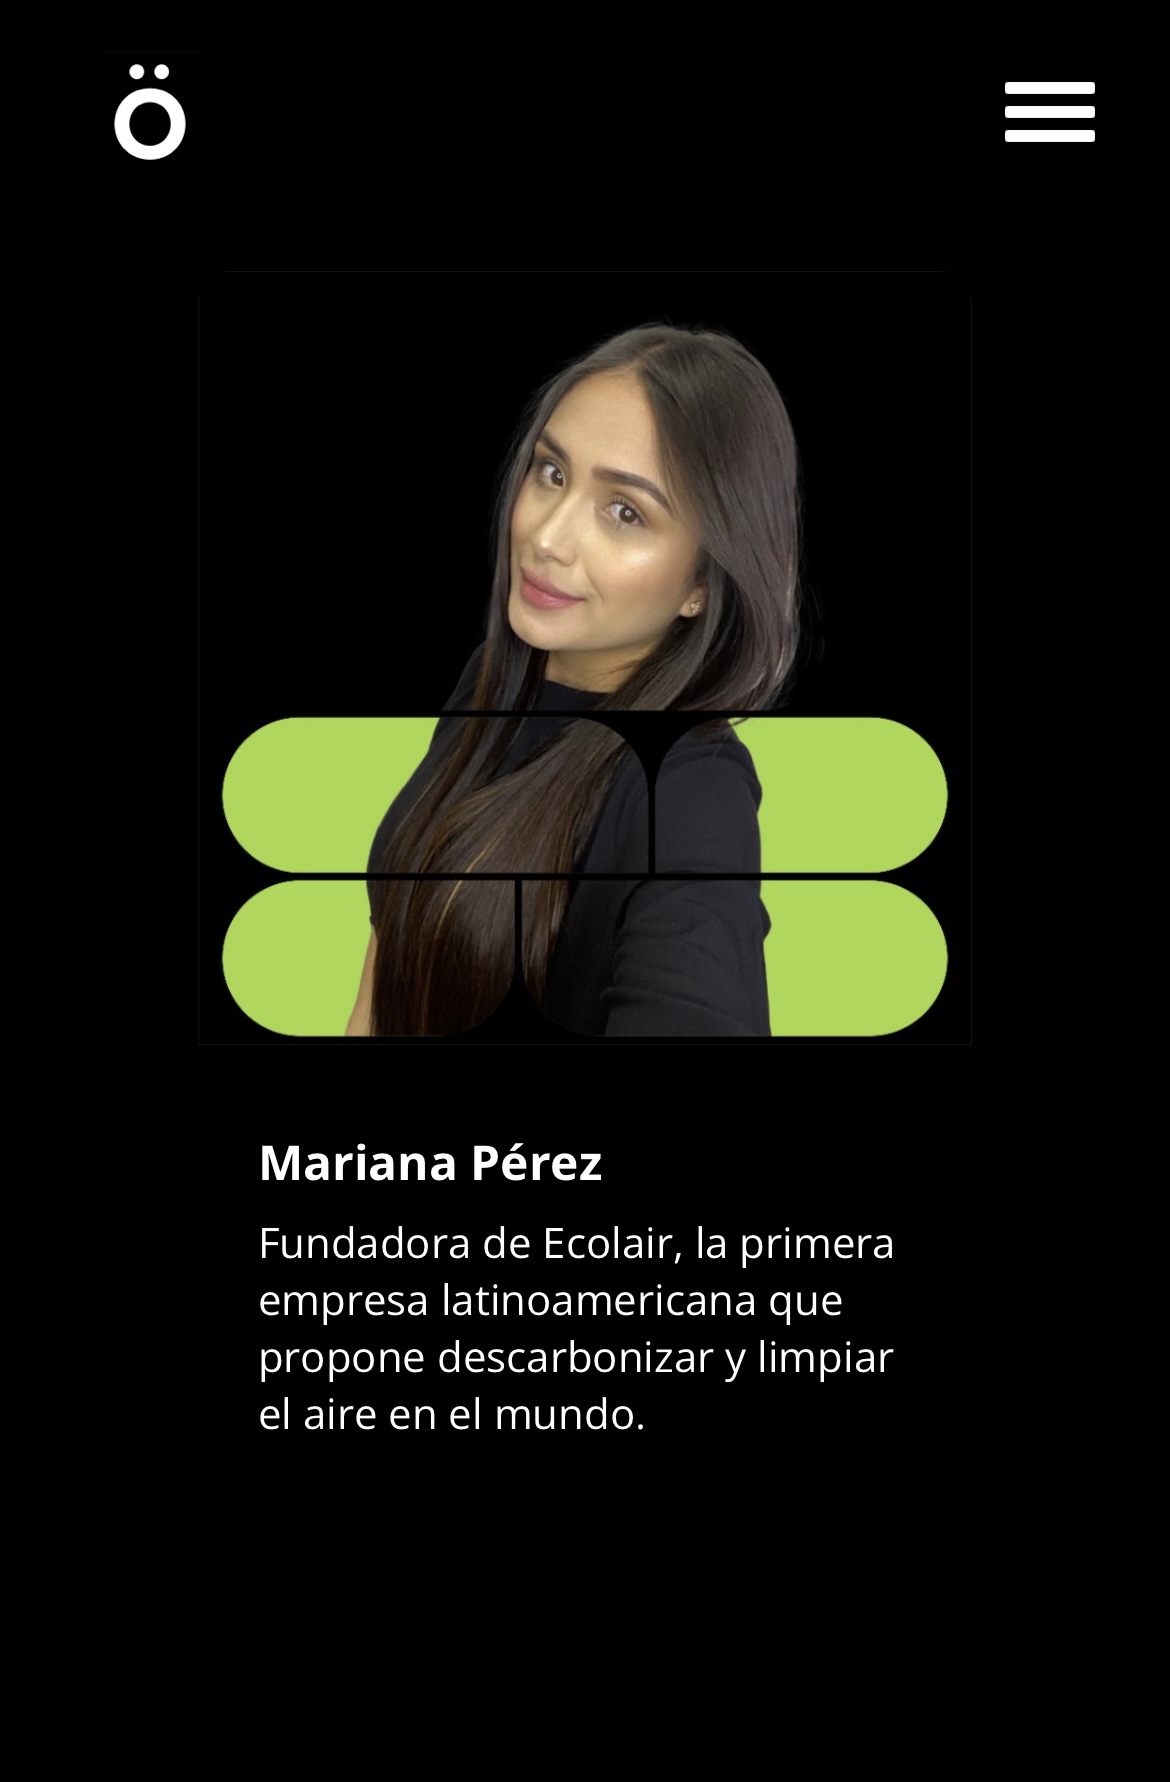 Ö
Mariana Pérez
Fundadora de Ecolair, la primera
empresa latinoamericana que
propone descarbonizar y limpiar
el aire en el mundo.